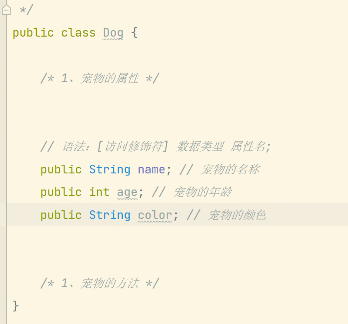 */
public class Dog {
/* 1、宠物的属性 */
// 语法：[访问修饰符] 数据类型 属性名;
public String name; // 宠物的名称
public int age; // 宠物的年龄
public String color; // 宠物的颜色
/* 1、宠物的方法 */
}